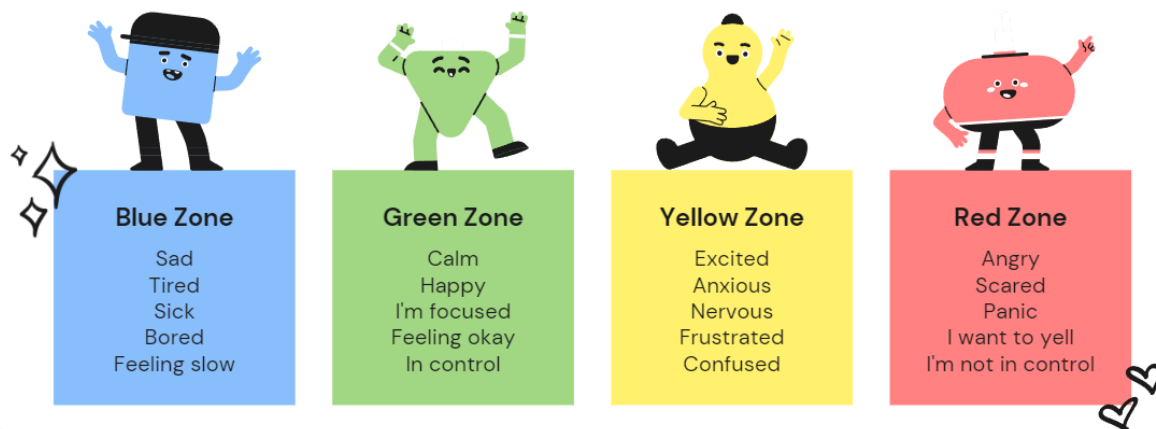 Blue Zone
Sad
Tired
Sick
Bored
Feeling slow
Green Zone
Calm
Happy
I'm focused
Feeling okay
In control
Yellow Zone
Excited
Anxious
Nervous
Frustrated
Confused
Red Zone
Angry
Scared
Panic
I want to yell
I'm not in control